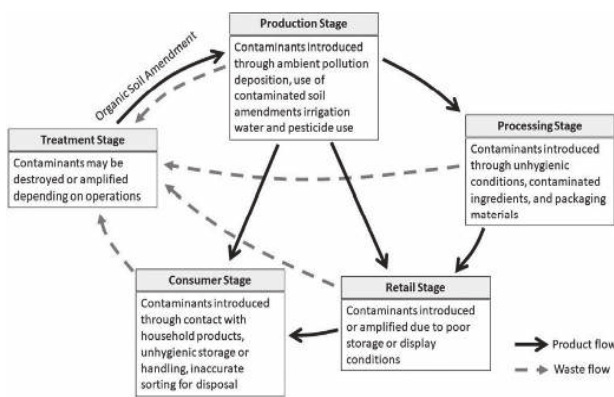 Production Stage
Contaminants introduced
through ambient pollution
deposition, use of
contaminated soil
amendments irrigation
water and pesticide use
Organic Soil Amendment
Treatment Stage
Contaminants may be
destroyed or amplified
depending on operations
Processing Stage
Contaminants introduced
through unhygienic
conditions, contaminated
ingredients, and packaging
materials
Consumer Stage
Contaminants introduced
through contact with
household products,
unhygienic storage or
handling, inaccurate
sorting for disposal
Retail Stage
Contaminants introduced
or amplified due to poor
storage or display
conditions
Product flow
Waste flow